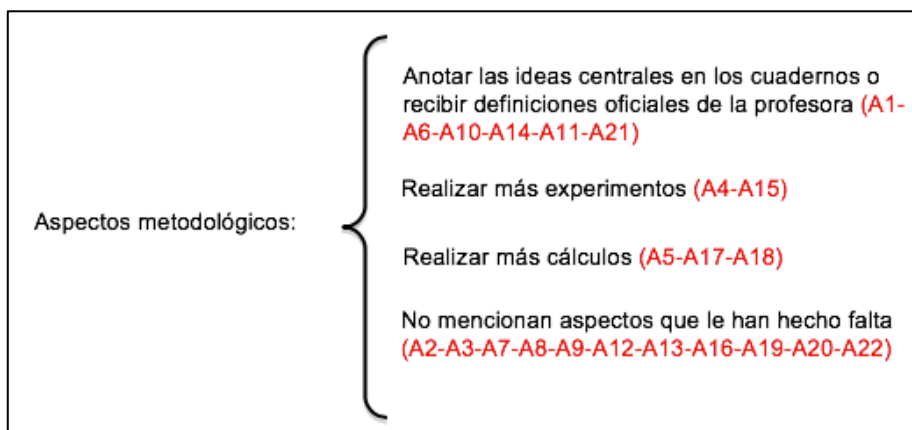 Anotar las ideas centrales en los cuadernos o
recibir definiciones oficiales de la profesora (A1-
A6-A10-A14-A11-A21)
Realizar más experimentos (A4-A15)
Aspectos metodológicos:
Realizar más cálculos (A5-A17-A18)
No mencionan aspectos que le han hecho falta
(A2-A3-A7-A8-A9-A12-A13-A16-A19-A20-A22)